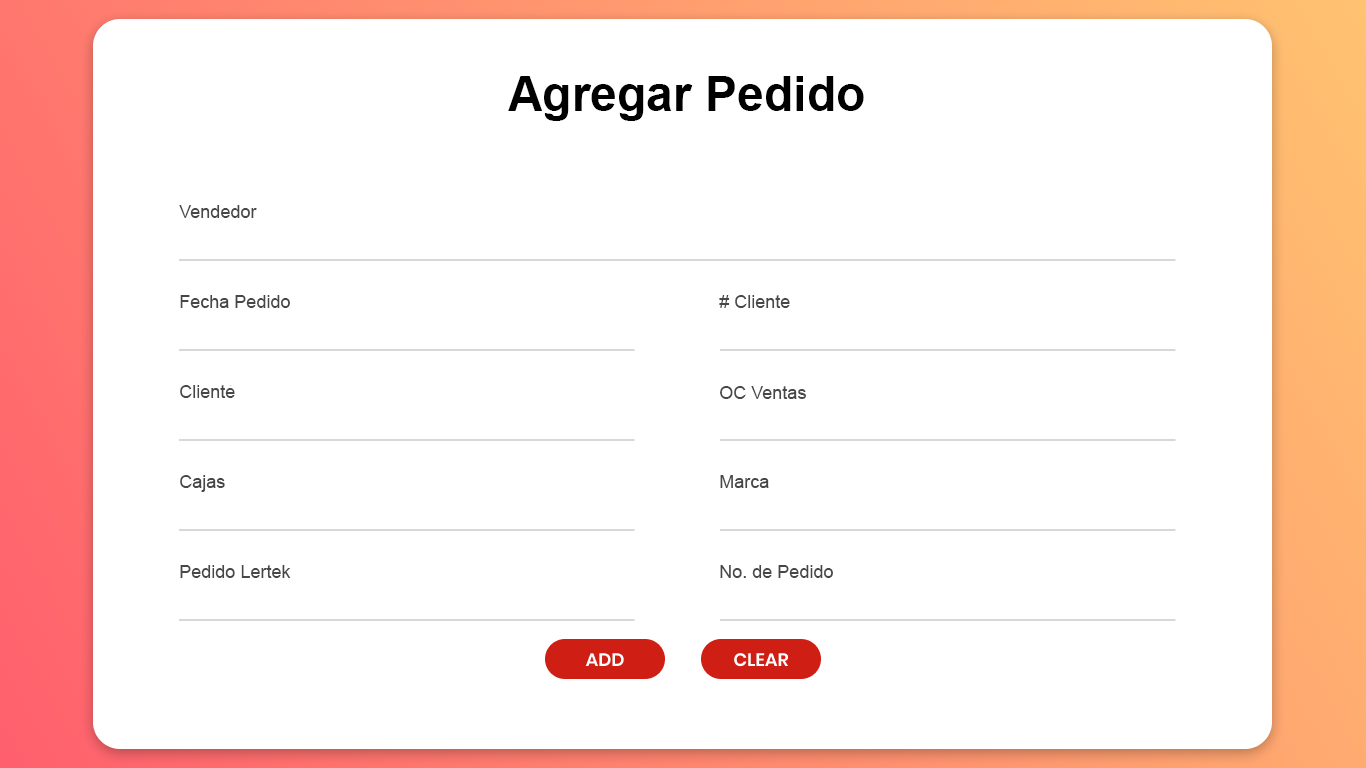 Agregar Pedido
Vendedor
Fecha Pedido
# Cliente
Cliente
OC Ventas
Cajas
Marca
Pedido Lertek
No. de Pedido
ADD
CLEAR